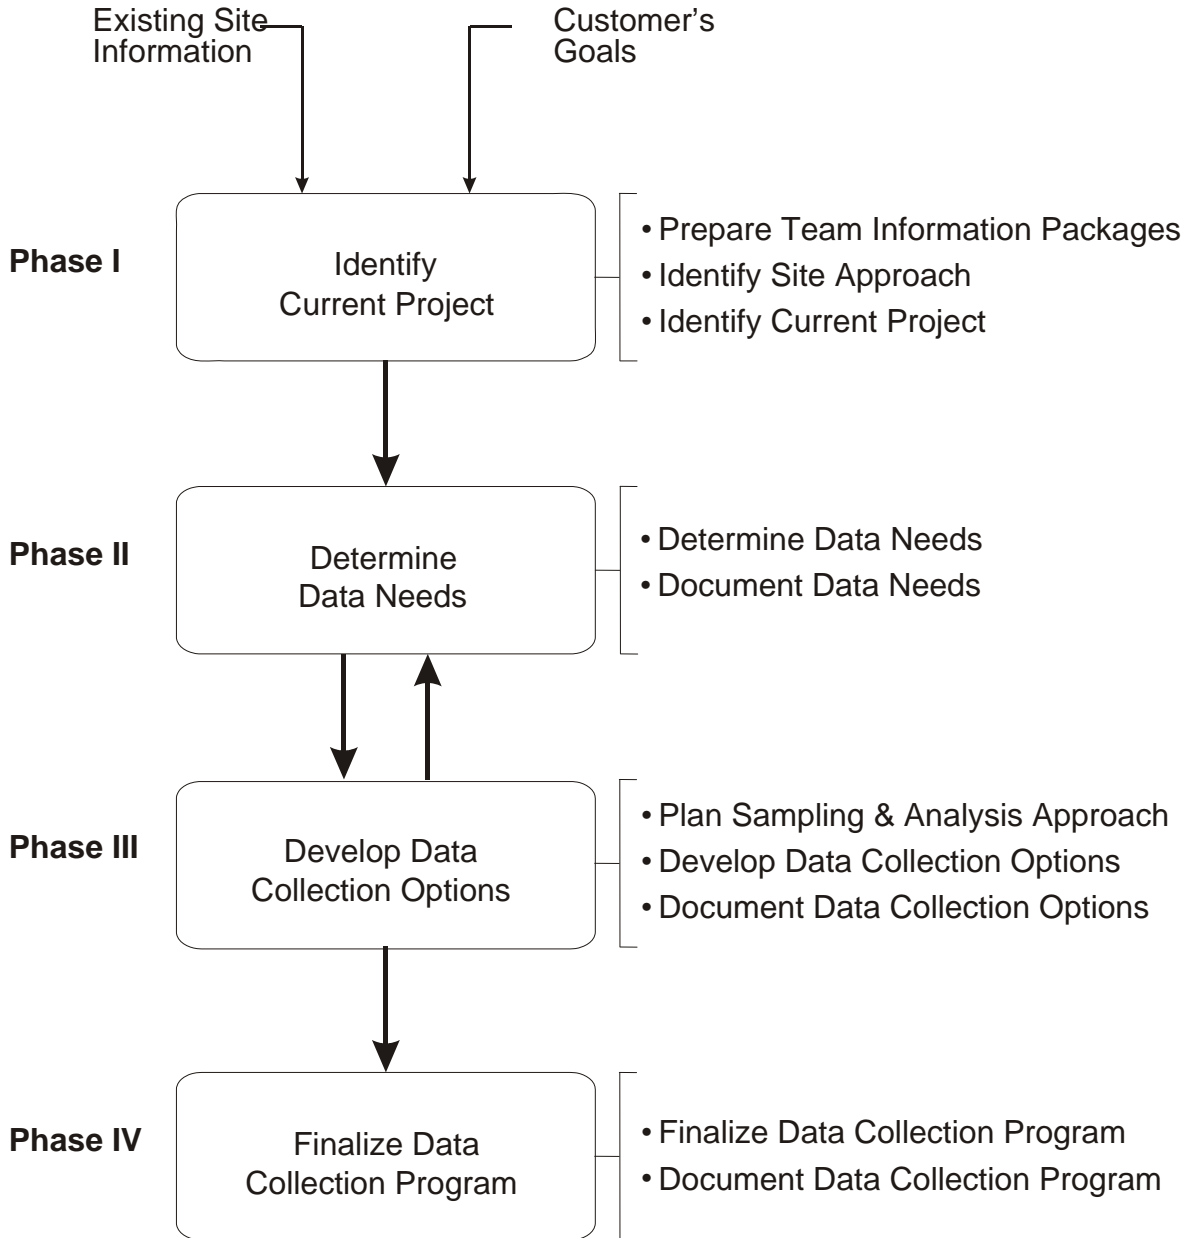 Existing Site
Information
Customer’s
Goals
Phase I
Identify
Current Project
• Prepare Team Information Packages
• Identify Site Approach
• Identify Current Project
Phase II
Determine
Data Needs
• Determine Data Needs
• Document Data Needs
Phase III
Develop Data
Collection Options
• Plan Sampling & Analysis Approach
• Develop Data Collection Options
• Document Data Collection Options
Phase IV
Finalize Data
Collection Program
• Finalize Data Collection Program
• Document Data Collection Program